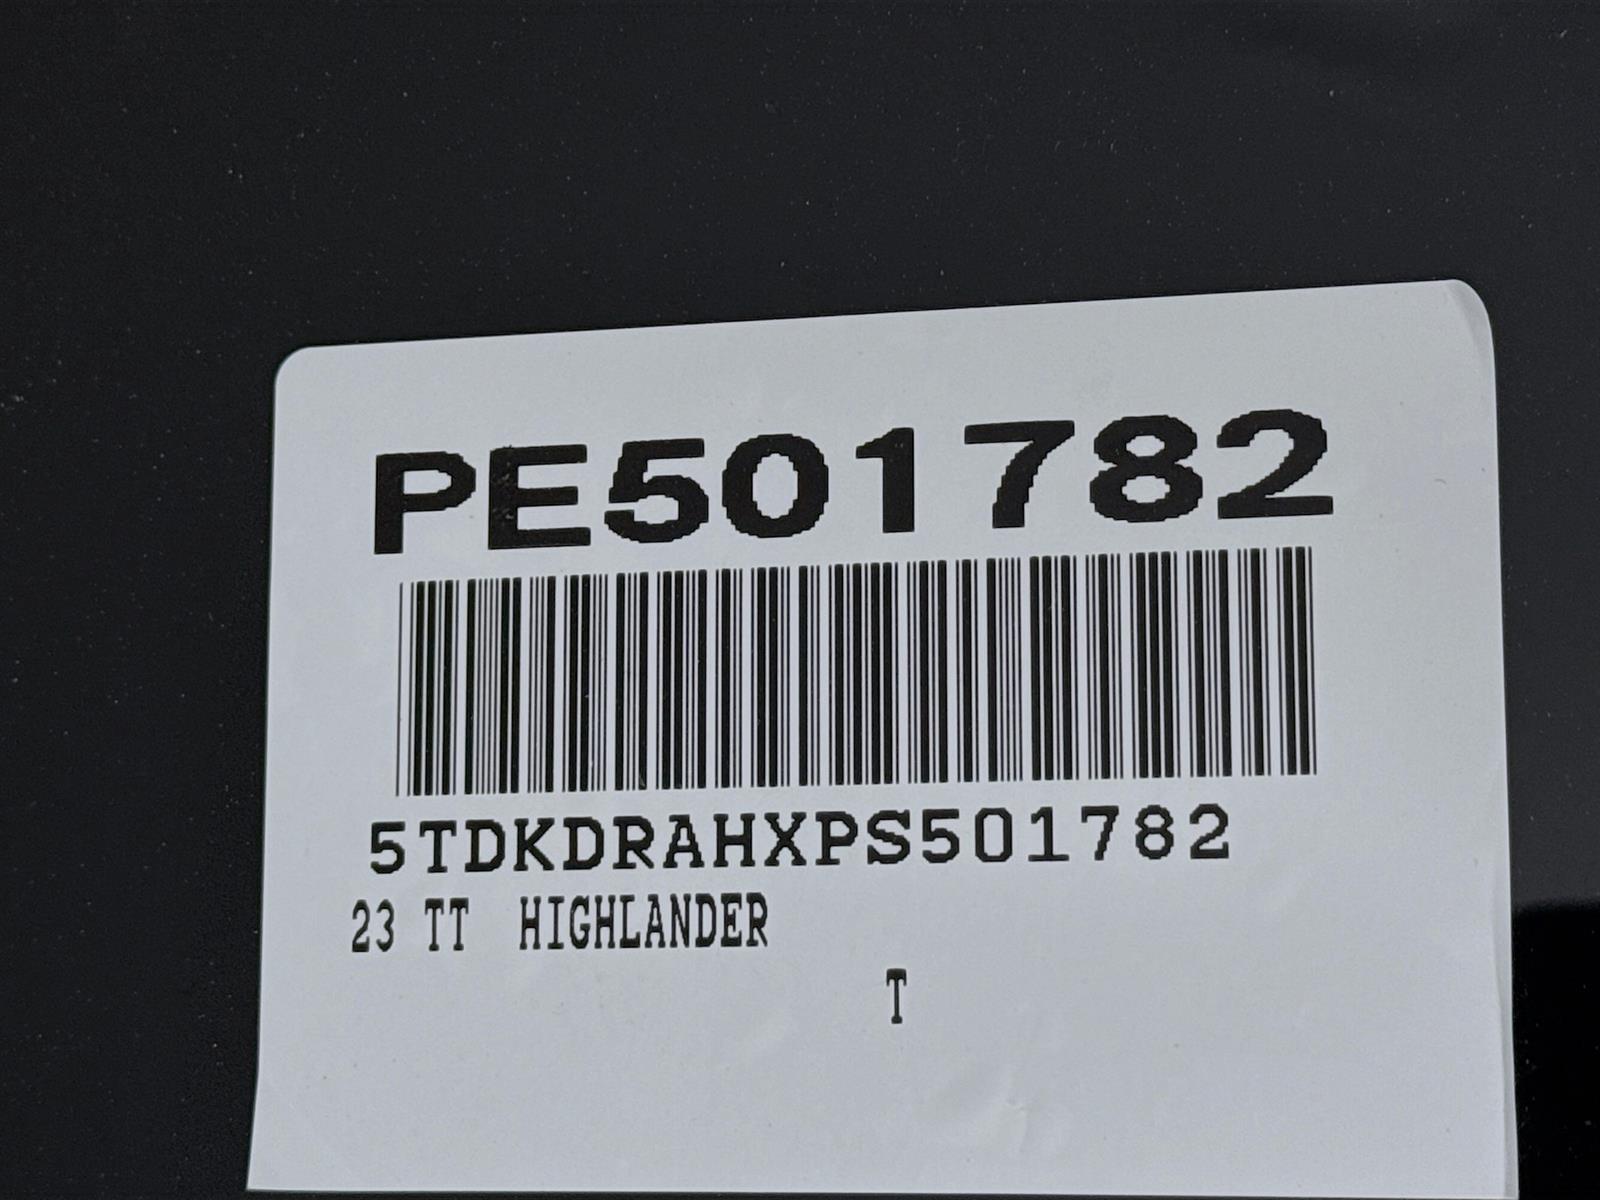 PE501782
5TDKDRAHXPS501782
23 TT HIGHLANDER
T